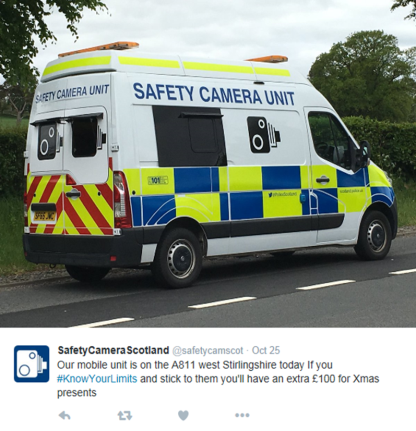 SAFETY CAMERA UNIT
SAFETY CAMERA UNIT
101
SafetyCameraScotland @safetycamscot · Oct 25
Our mobile unit is on the A811 west Stirlingshire today If you
#KnowYourLimits and stick to them you'll have an extra £100 for Xmas
presents